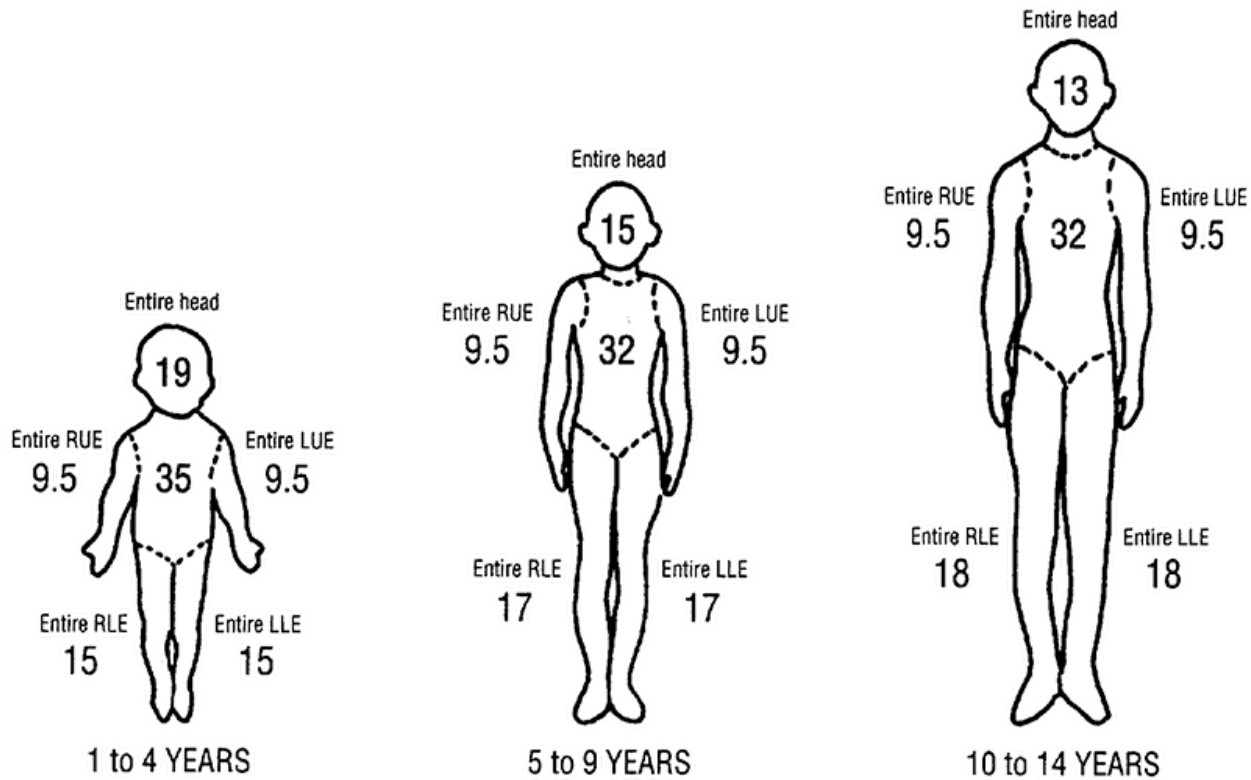 Entire head
19
Entire RUE
9.5
35
Entire LUE
9.5
Entire RLE
15
Entire LLE
15
1 to 4 YEARS
Entire head
15
Entire RUE
9.5
32
Entire LUE
9.5
Entire RLE
17
Entire LLE
17
5 to 9 YEARS
Entire head
13
Entire RUE
9.5
32
Entire LUE
9.5
Entire RLE
18
Entire LLE
18
10 to 14 YEARS